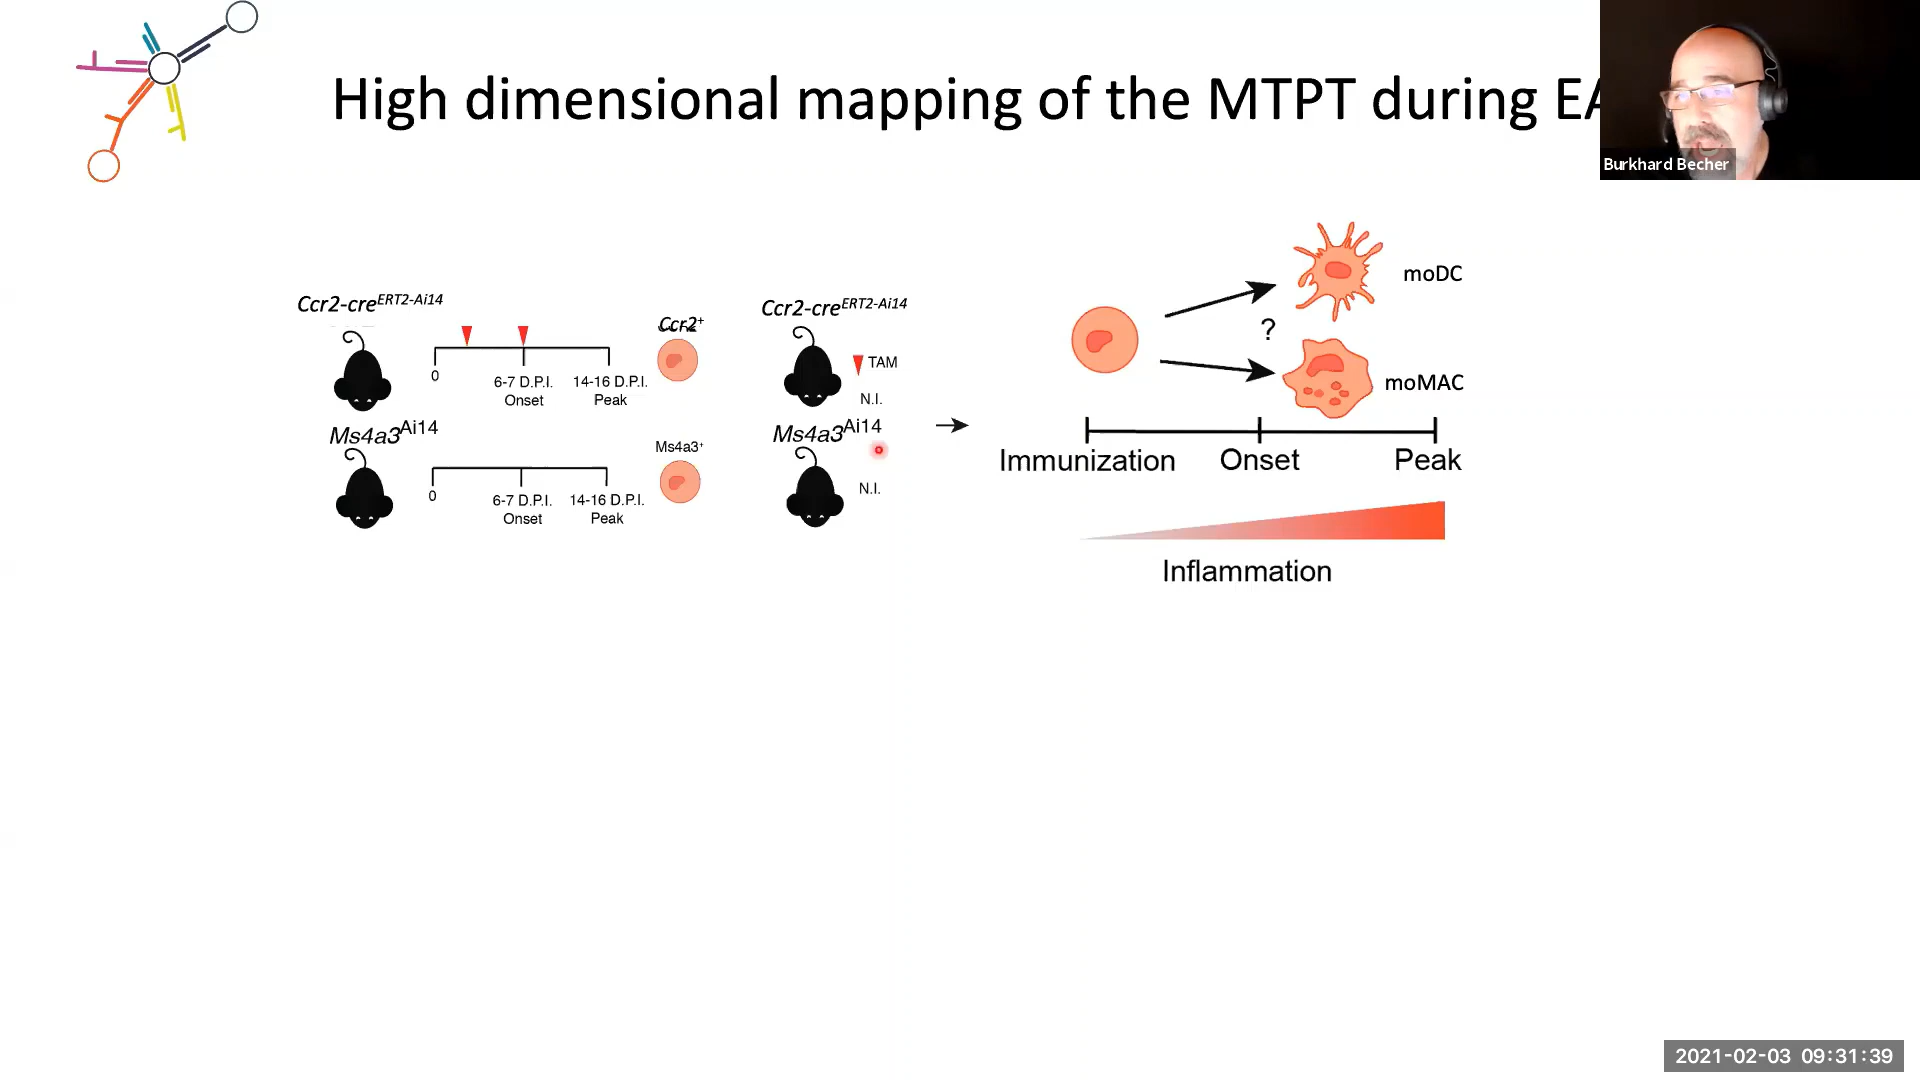 High dimensional mapping of the MTPT during EA
Burkhard Becher
Ccr2-creERT2-Ai14
0
6-7 D.P.I.
Onset
14-16 D.P.I.
Peak
Ccr2+
Ms4a3Ai14
0
6-7 D.P.I.
Onset
14-16 D.P.I.
Peak
Ms4a3+
Ccr2-creERT2-Ai14
TAM
N.I.
Ms4a3Ai14
N.I.
moDC
?
moMAC
Immunization
Onset
Peak
Inflammation
2021-02-03 09:31:39